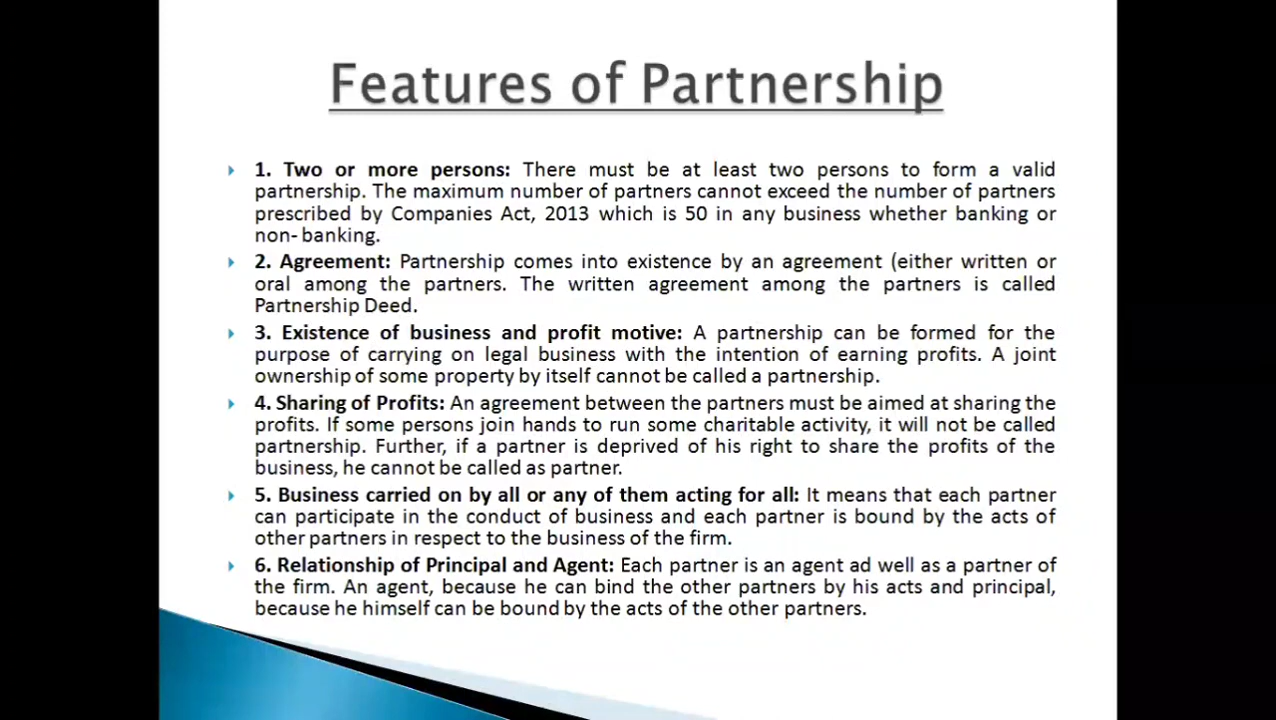 Features of Partnership
1. Two or more persons: There must be at least two persons to form a valid
partnership. The maximum number of partners cannot exceed the number of partners
prescribed by Companies Act, 2013 which is 50 in any business whether banking or
non- banking.
2. Agreement: Partnership comes into existence by an agreement (either written or
oral among the partners. The written agreement among the partners is called
Partnership Deed.
3. Existence of business and profit motive: A partnership can be formed for the
purpose of carrying on legal business with the intention of earning profits. A joint
ownership of some property by itself cannot be called a partnership.
4. Sharing of Profits: An agreement between the partners must be aimed at sharing the
profits. If some persons join hands to run some charitable activity, it will not be called
partnership. Further, if a partner is deprived of his right to share the profits of the
business, he cannot be called as partner.
5. Business carried on by all or any of them acting for all: It means that each partner
can participate in the conduct of business and each partner is bound by the acts of
other partners in respect to the business of the firm.
6. Relationship of Principal and Agent: Each partner is an agent ad well as a partner of
the firm. An agent, because he can bind the other partners by his acts and principal,
because he himself can be bound by the acts of the other partners.